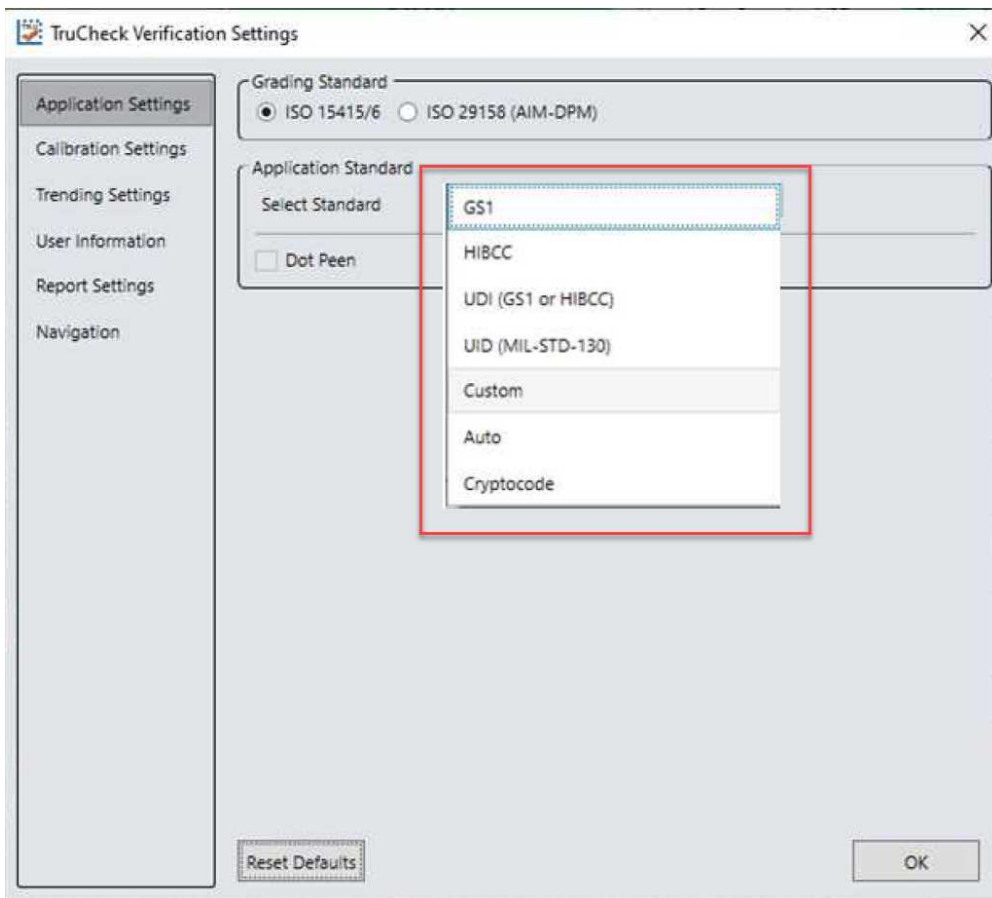 TruCheck Verification Settings
Application Settings
Calibration Settings
Trending Settings
User Information
Report Settings
Navigation
Grading Standard
ISO 15415/6 ISO 29158 (AIM-DPM)
Application Standard
Select Standard
Dot Peen
GS1
HIBCC
UDI (GS1 or HIBCC)
UID (MIL-STD-130)
Custom
Auto
Cryptocode
Reset Defaults
OK